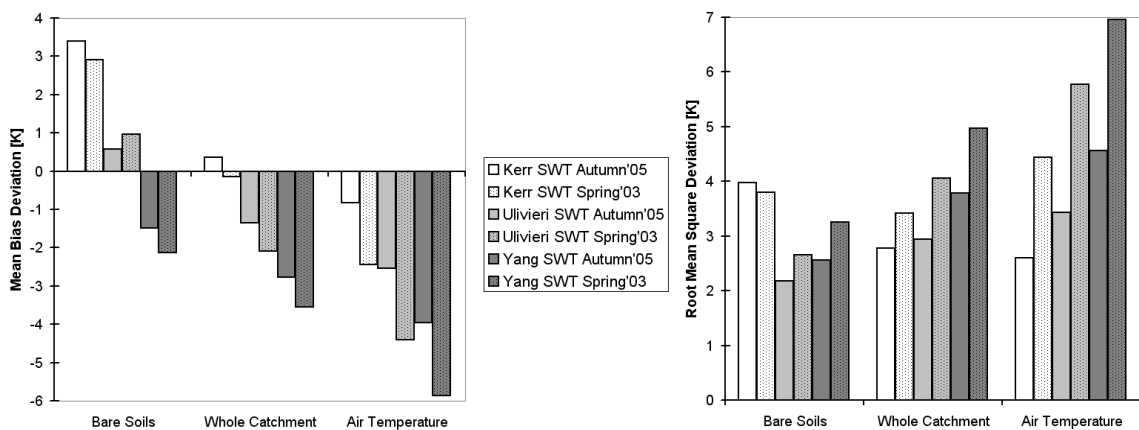 4
3
2
1
0
-1
-2
-3
-4
-5
-6
Mean Bias Deviation [K]
Bare Soils
Whole Catchment
Air Temperature
Kerr SWT Autumn'05
Kerr SWT Spring'03
Ulivieri SWT Autumn'05
Ulivieri SWT Spring'03
Yang SWT Autumn'05
Yang SWT Spring'03
7
6
5
4
3
2
1
0
Root Mean Square Deviation [K]
Bare Soils
Whole Catchment
Air Temperature